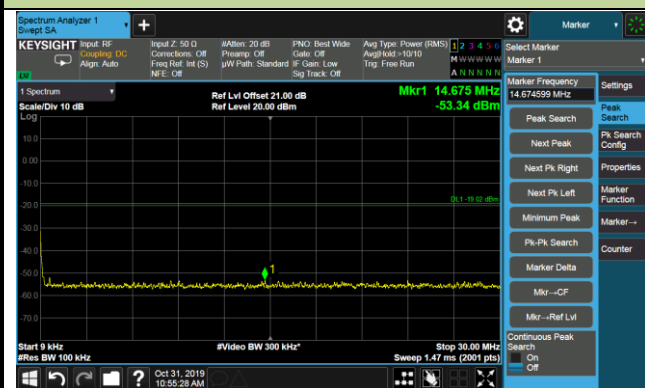 Spectrum Analyzer 1
Swept SA
+
Marker
KEYSIGHT
Input: RF
Coupling: DC
Align: Auto
Input Z: 50 Ω
Corrections: Off
Freq Ref: Int (S)
NFE: Off
#Atten: 20 dB
Preamp: Off
µW Path: Standard
PNO: Best Wide
Gate: Off
IF Gain: Low
Sig Track: Off
Avg Type: Power (RMS)
Avg|Hold:>10/10
Trig: Free Run
1 2 3 4 5 6
M W W W W W
A N N N N N
Select Marker
Marker 1
1 Spectrum
Scale/Div 10 dB
Log
Ref Lvl Offset 21.00 dB
Ref Level 20.00 dBm
Mkr1 14.675 MHz
-53.34 dBm
10.0
0.00
-10.0
-20.0
-30.0
-40.0
-50.0
-60.0
-70.0
DL1 -19.02 dBm
1
Start 9 kHz
#Res BW 100 kHz
#Video BW 300 kHz*
Stop 30.00 MHz
Sweep 1.47 ms (2001 pts)
Marker Frequency
14.674599 MHz
Peak Search
Next Peak
Next Pk Right
Next Pk Left
Minimum Peak
Pk-Pk Search
Marker Delta
Mkr→CF
Mkr→Ref Lvl
Continuous Peak
Search
On
Off
Settings
Peak
Search
Pk Search
Config
Properties
Marker
Function
Marker→
Counter
?
Oct 31, 2019
10:55:28 AM